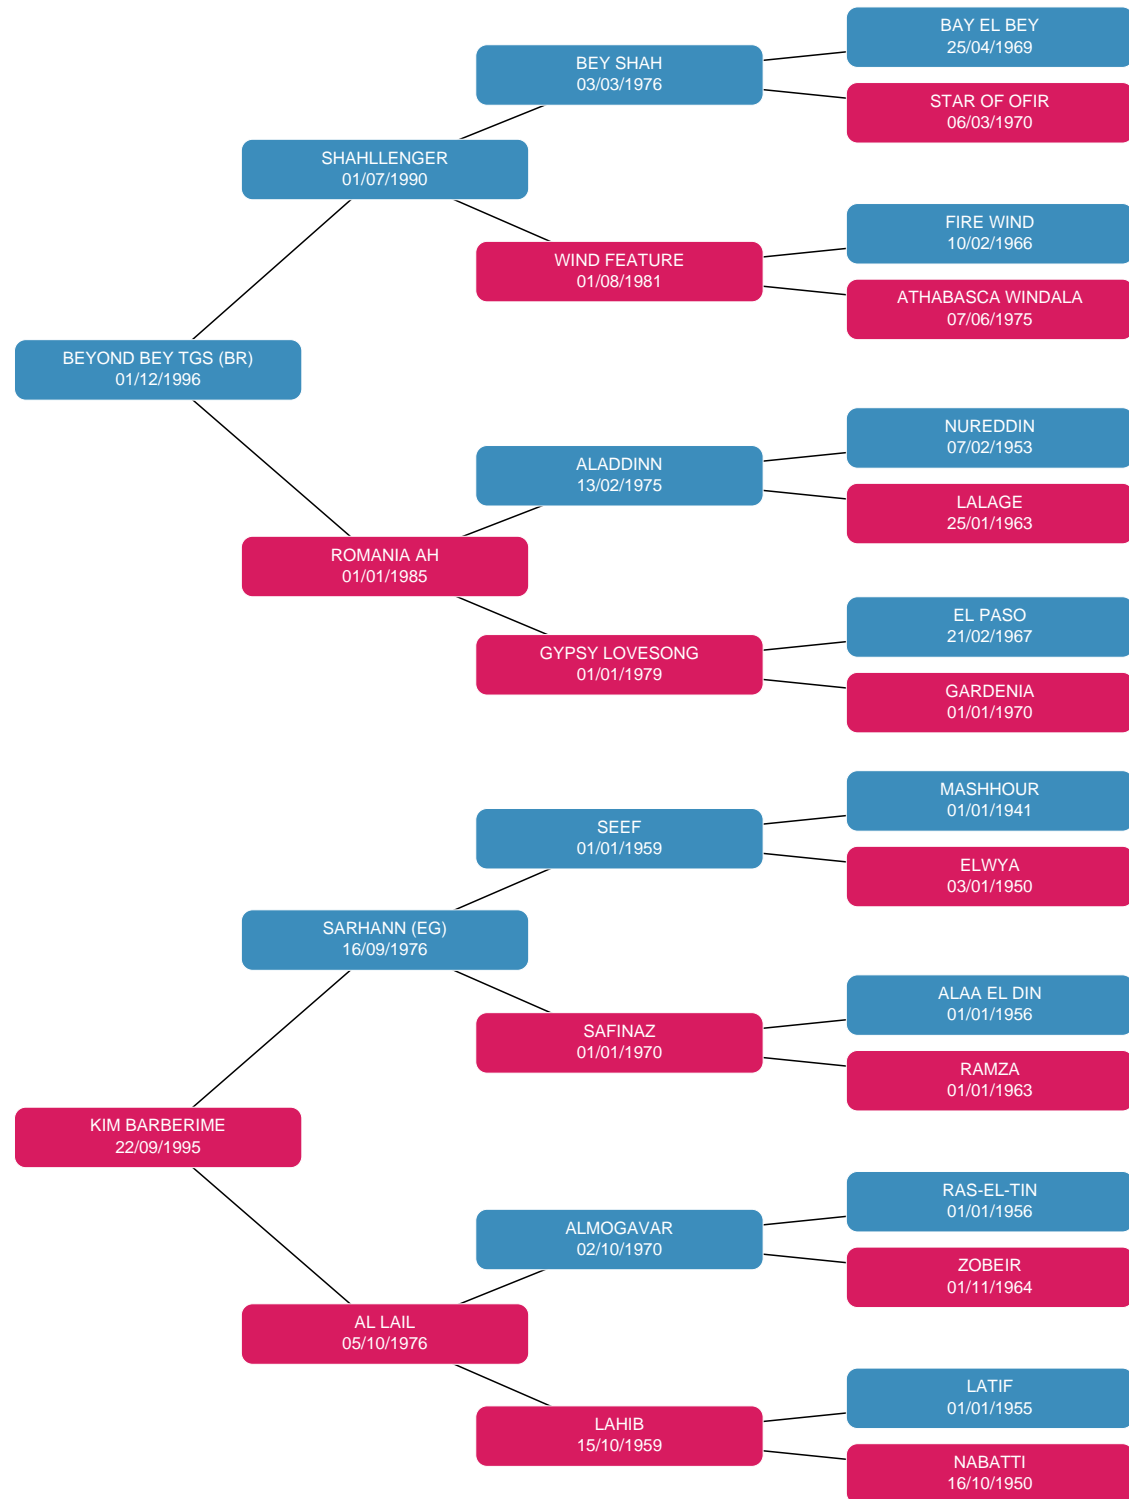 BAY EL BEY
25/04/1969
BEY SHAH
03/03/1976
STAR OF OFIR
06/03/1970
SHAHLLENGER
01/07/1990
FIRE WIND
10/02/1966
WIND FEATURE
01/08/1981
ATHABASCA WINDALA
07/06/1975
BEYOND BEY TGS (BR)
01/12/1996
NUREDDIN
07/02/1953
ALADDINN
13/02/1975
LALAGE
25/01/1963
ROMANIA AH
01/01/1985
EL PASO
21/02/1967
GYPSY LOVESONG
01/01/1979
GARDENIA
01/01/1970
MASHHOUR
01/01/1941
SEEF
01/01/1959
ELWYA
03/01/1950
SARHANN (EG)
16/09/1976
ALAA EL DIN
01/01/1956
SAFINAZ
01/01/1970
RAMZA
01/01/1963
KIM BARBERIME
22/09/1995
RAS-EL-TIN
01/01/1956
ALMOGAVAR
02/10/1970
ZOBEIR
01/11/1964
AL LAIL
05/10/1976
LATIF
01/01/1955
LAHIB
15/10/1959
NABATTI
16/10/1950